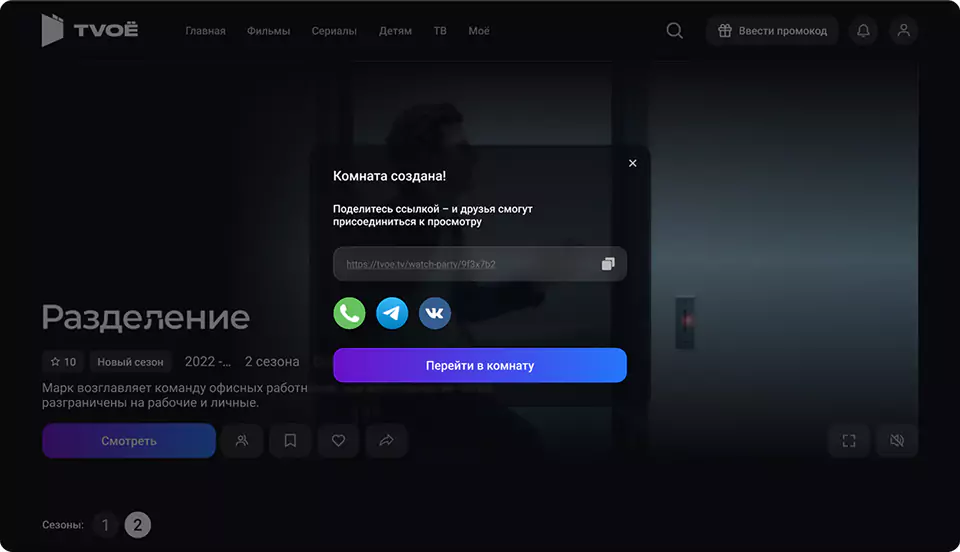 TVOЁ
Главная Фильмы Сериалы Детям ТВ Моё
Ввести промокод
Комната создана!
Поделитесь ссылкой – и друзья смогут
присоединиться к просмотру
https://tvoe.tv/watch-party/9f3x7b2
Перейти в комнату
Разделение
10 Новый сезон 2022 -... 2 сезона
Марк возглавляет команду офисных работн
разграничены на рабочие и личные.
Смотреть
Сезоны: 1 2